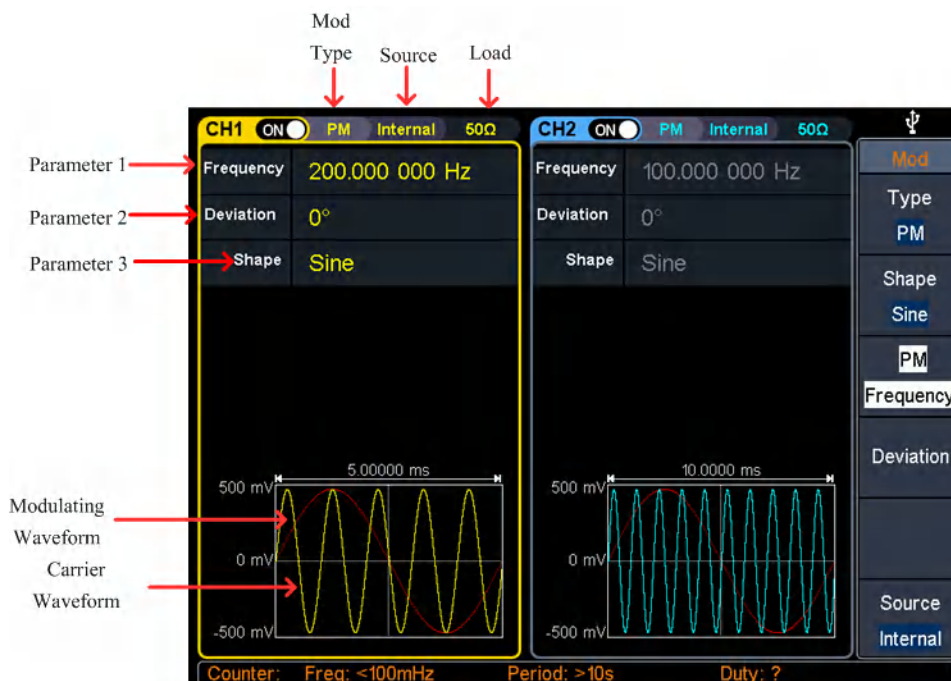 Mod
Type
Source
Load
CH1 ON PM Internal 50Ω
CH2 ON PM Internal 50Ω
Parameter 1
Frequency 200.000 000 Hz
Parameter 2
Deviation 0°
Parameter 3
Shape Sine
Frequency 100.000 000 Hz
Deviation 0°
Shape Sine
Mod
Type
PM
Shape
Sine
PM
Frequency
Deviation
Source
Internal
Modulating
Waveform
Carrier
Waveform
5.00000 ms
500 mV
0 mV
-500 mV
10.0000 ms
500 mV
0 mV
-500 mV
Counter: Freq: <100mHz Period: >10s Duty: ?